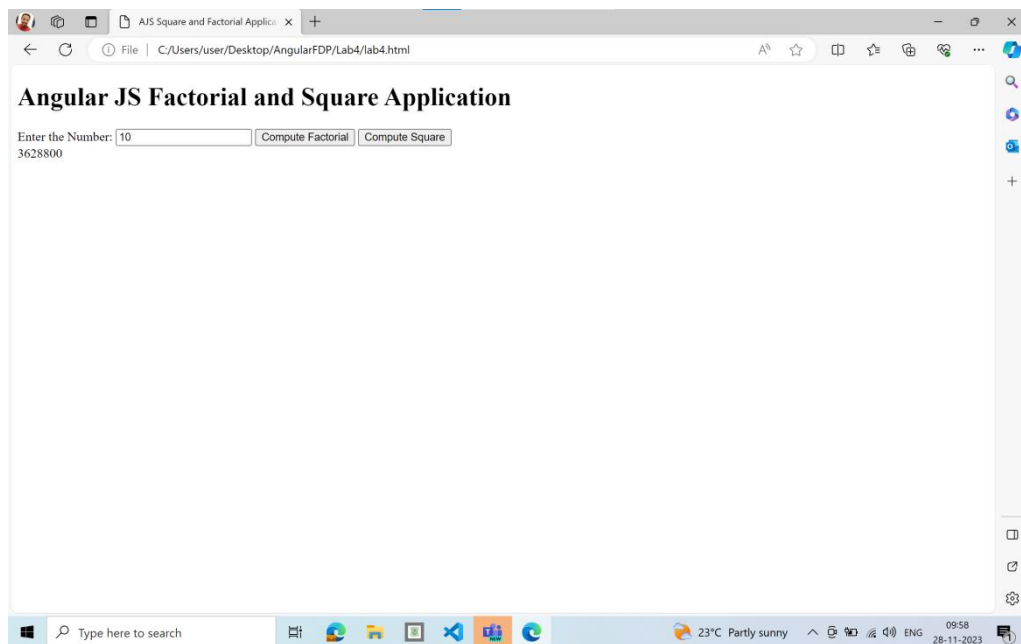 AJS Square and Factorial Applica
File | C:/Users/user/Desktop/AngularFDP/Lab4/lab4.html
Angular JS Factorial and Square Application
Enter the Number: 10 Compute Factorial Compute Square
3628800
Type here to search
NEW
23°C Partly sunny
ENG
09:58
28-11-2023
1